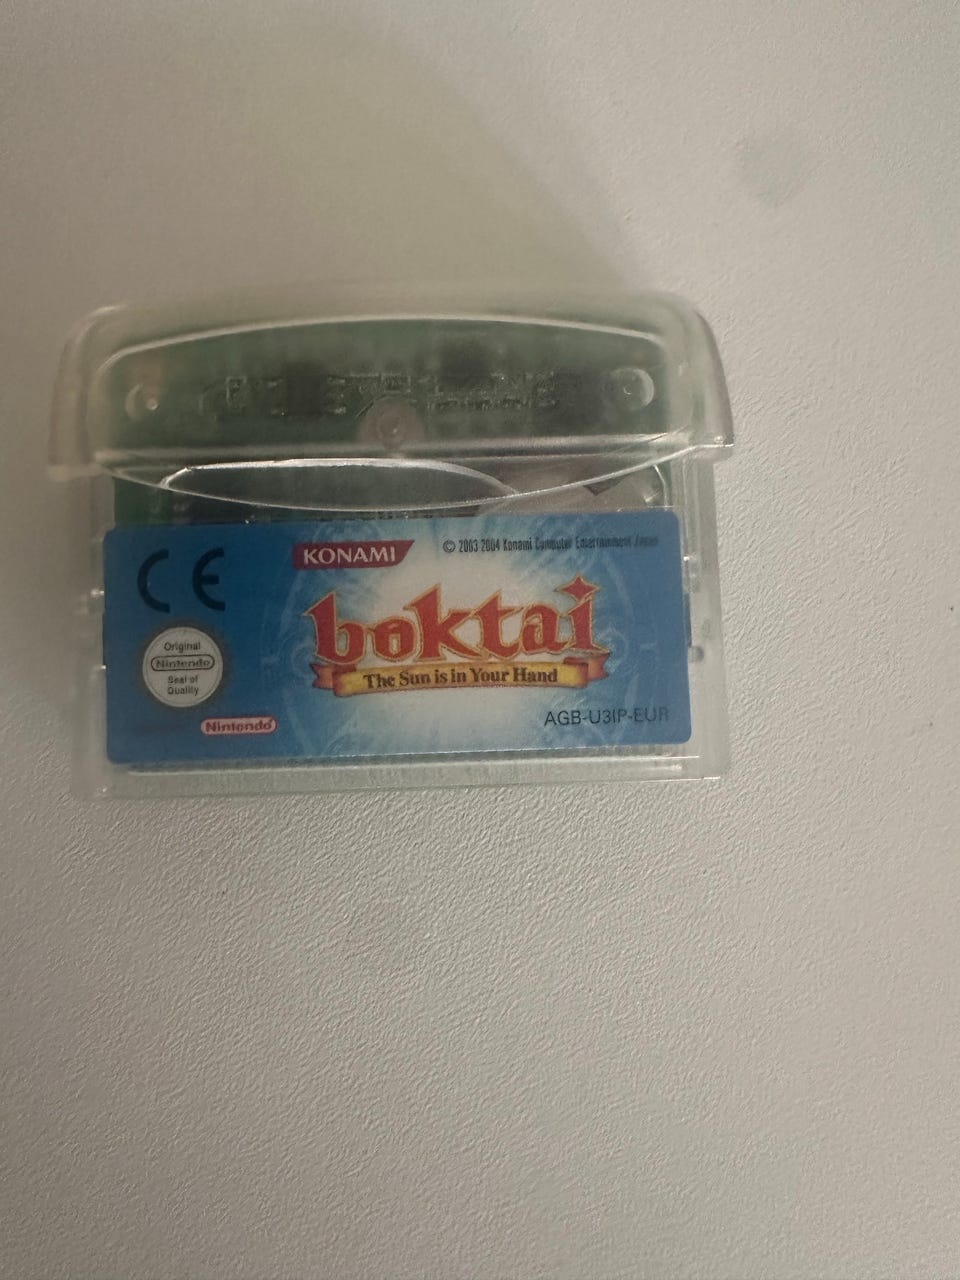 CE
KONAMI
© 2003 2004 Konami Computer Entertainment Japan
boktai
The Sun is in Your Hand
Original
Nintendo
Seal of
Quality
Nintendo
AGB-U3IP-EUR